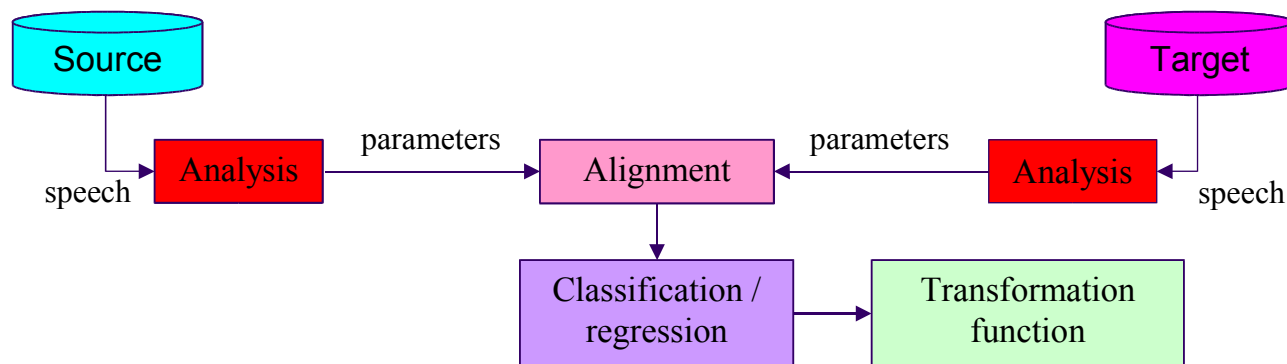 Source
Target
parameters
parameters
Analysis
Alignment
Analysis
speech
speech
Classification /
regression
Transformation
function